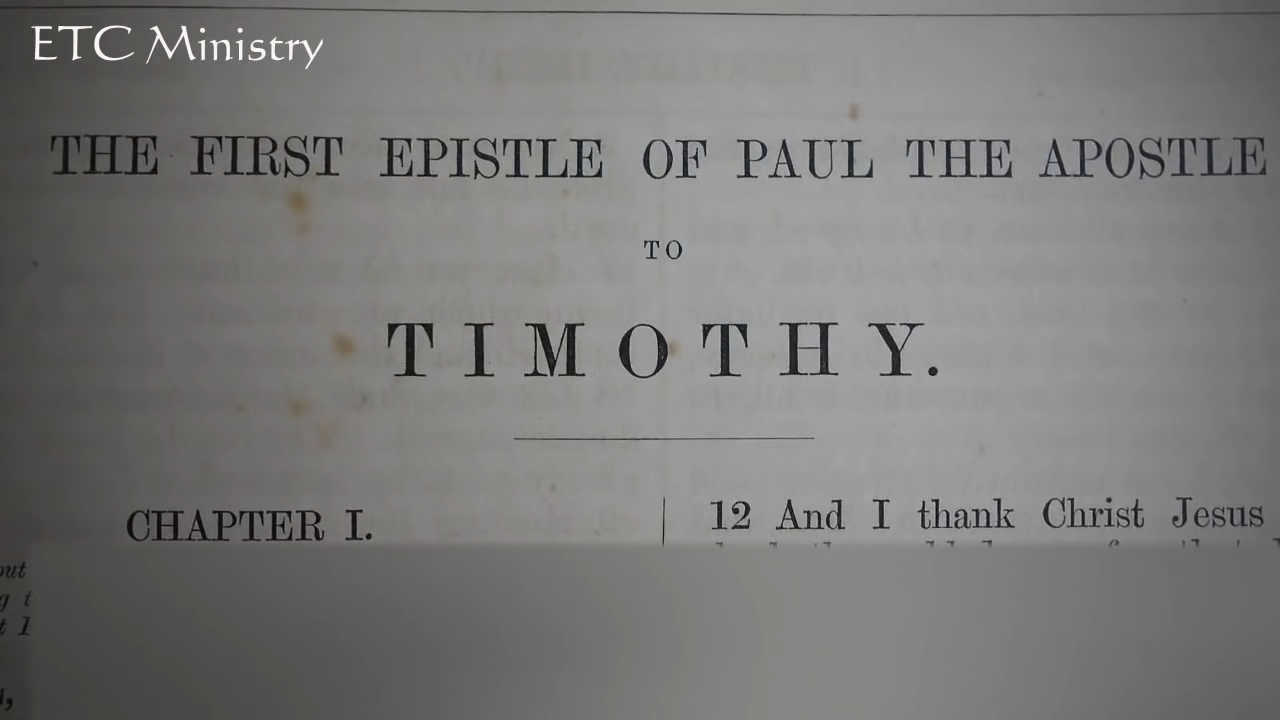 ETC Ministry
THE FIRST EPISTLE OF PAUL THE APOSTLE
TO
TIMOTHY.
CHAPTER I.
12 And I thank Christ Jesus